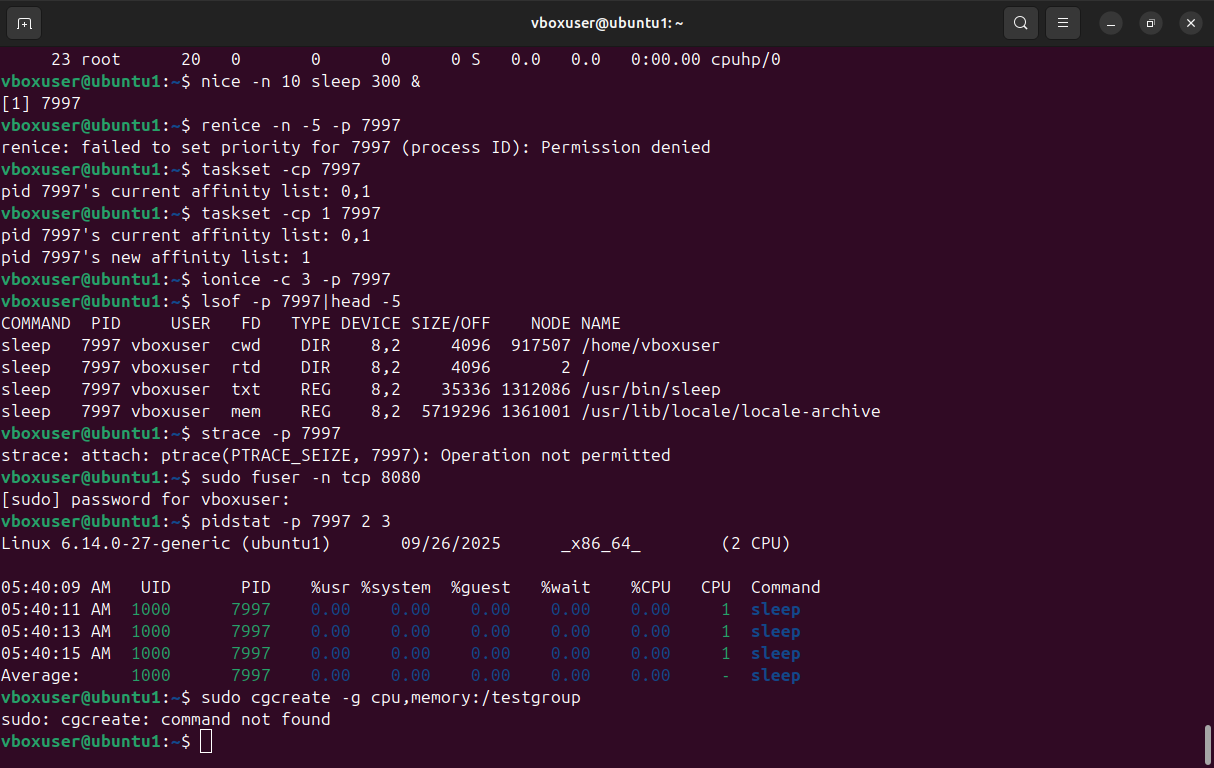 vboxuser@ubuntu1: ~
23 root 20 0 0 0 0 S 0.0 0.0 0:00.00 cpuhp/0
vboxuser@ubuntu1:~$ nice -n 10 sleep 300 &
[1] 7997
vboxuser@ubuntu1:~$ renice -n -5 -p 7997
renice: failed to set priority for 7997 (process ID): Permission denied
vboxuser@ubuntu1:~$ taskset -cp 7997
pid 7997's current affinity list: 0,1
vboxuser@ubuntu1:~$ taskset -cp 1 7997
pid 7997's current affinity list: 0,1
pid 7997's new affinity list: 1
vboxuser@ubuntu1:~$ ionice -c 3 -p 7997
vboxuser@ubuntu1:~$ lsof -p 7997|head -5
COMMAND PID USER FD TYPE DEVICE SIZE/OFF NODE NAME
sleep 7997 vboxuser cwd DIR 8,2 4096 917507 /home/vboxuser
sleep 7997 vboxuser rtd DIR 8,2 4096 2 /
sleep 7997 vboxuser txt REG 8,2 35336 1312086 /usr/bin/sleep
sleep 7997 vboxuser mem REG 8,2 5719296 1361001 /usr/lib/locale/locale-archive
vboxuser@ubuntu1:~$ strace -p 7997
strace: attach: ptrace(PTRACE_SEIZE, 7997): Operation not permitted
vboxuser@ubuntu1:~$ sudo fuser -n tcp 8080
[sudo] password for vboxuser:
vboxuser@ubuntu1:~$ pidstat -p 7997 2 3
Linux 6.14.0-27-generic (ubuntu1) 09/26/2025 _x86_64_ (2 CPU)
05:40:09 AM UID PID %usr %system %guest %wait %CPU CPU Command
05:40:11 AM 1000 7997 0.00 0.00 0.00 0.00 0.00 1 sleep
05:40:13 AM 1000 7997 0.00 0.00 0.00 0.00 0.00 1 sleep
05:40:15 AM 1000 7997 0.00 0.00 0.00 0.00 0.00 1 sleep
Average: 1000 7997 0.00 0.00 0.00 0.00 0.00 - sleep
vboxuser@ubuntu1:~$ sudo cgcreate -g cpu,memory:/testgroup
sudo: cgcreate: command not found
vboxuser@ubuntu1:~$